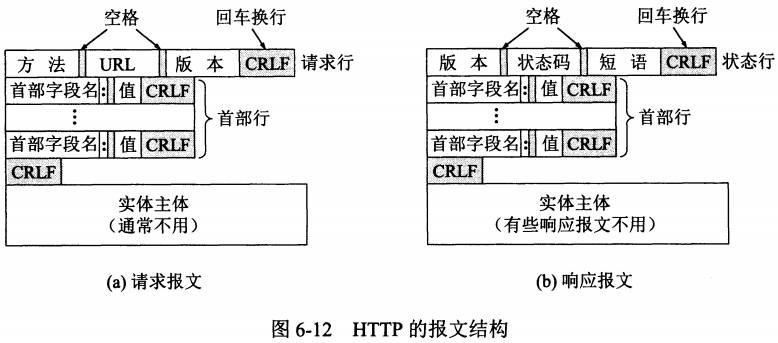 空格 回车换行
方 法 URL 版 本 CRLF 请求行
首部字段名: 值 CRLF
⋮ 首部行
首部字段名: 值 CRLF
CRLF
实体主体
(通常不用)
(a) 请求报文
空格 回车换行
版 本 状态码 短 语 CRLF 状态行
首部字段名: 值 CRLF
⋮ 首部行
首部字段名: 值 CRLF
CRLF
实体主体
(有些响应报文不用)
(b) 响应报文
图 6-12 HTTP 的报文结构